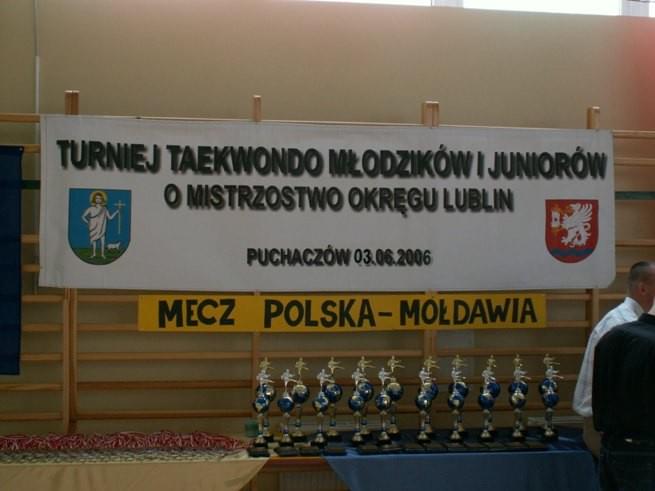 TURNIEJ TAEKWONDO MŁODZIKÓW I JUNIORÓW
O MISTRZOSTWO OKRĘGU LUBLIN
PUCHACZÓW 03.06.2006
MECZ POLSKA-MOŁDAWIA